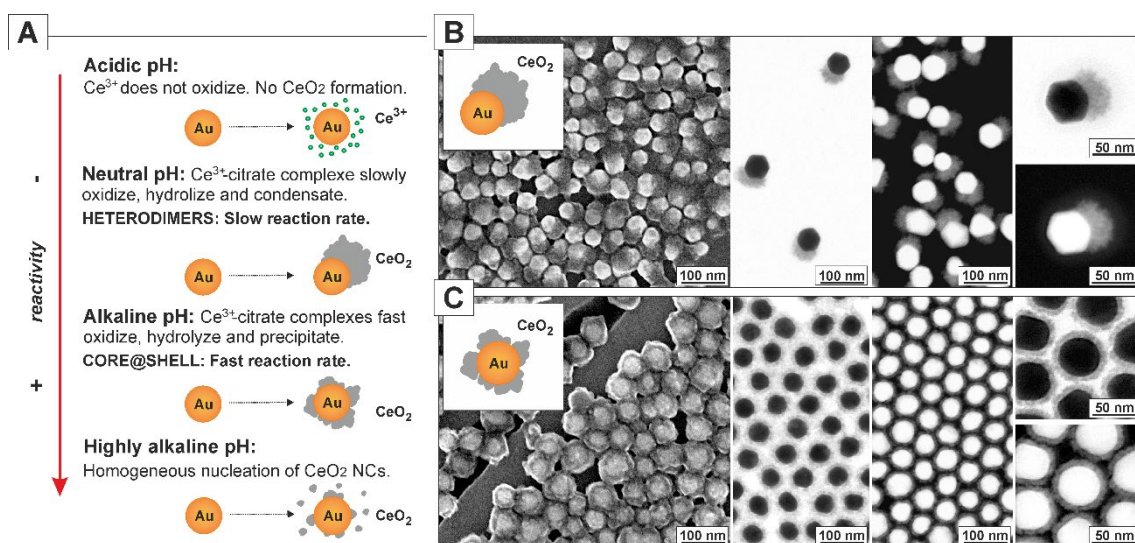 A
Acidic pH:
Ce³⁺ does not oxidize. No CeO₂ formation.
Au Au Ce³⁺
Neutral pH: Ce³⁺-citrate complexe slowly
oxidize, hydrolize and condensate.
HETERODIMERS: Slow reaction rate.
Au Au CeO₂
Alkaline pH: Ce³⁺-citrate complexes fast
oxidize, hydrolyze and precipitate.
CORE@SHELL: Fast reaction rate.
Au Au CeO₂
Highly alkaline pH:
Homogeneous nucleation of CeO₂ NCs.
Au Au CeO₂
-
reactivity
+
B
CeO₂
Au
100 nm
100 nm
100 nm
50 nm
50 nm
C
CeO₂
Au
100 nm
100 nm
100 nm
50 nm
50 nm